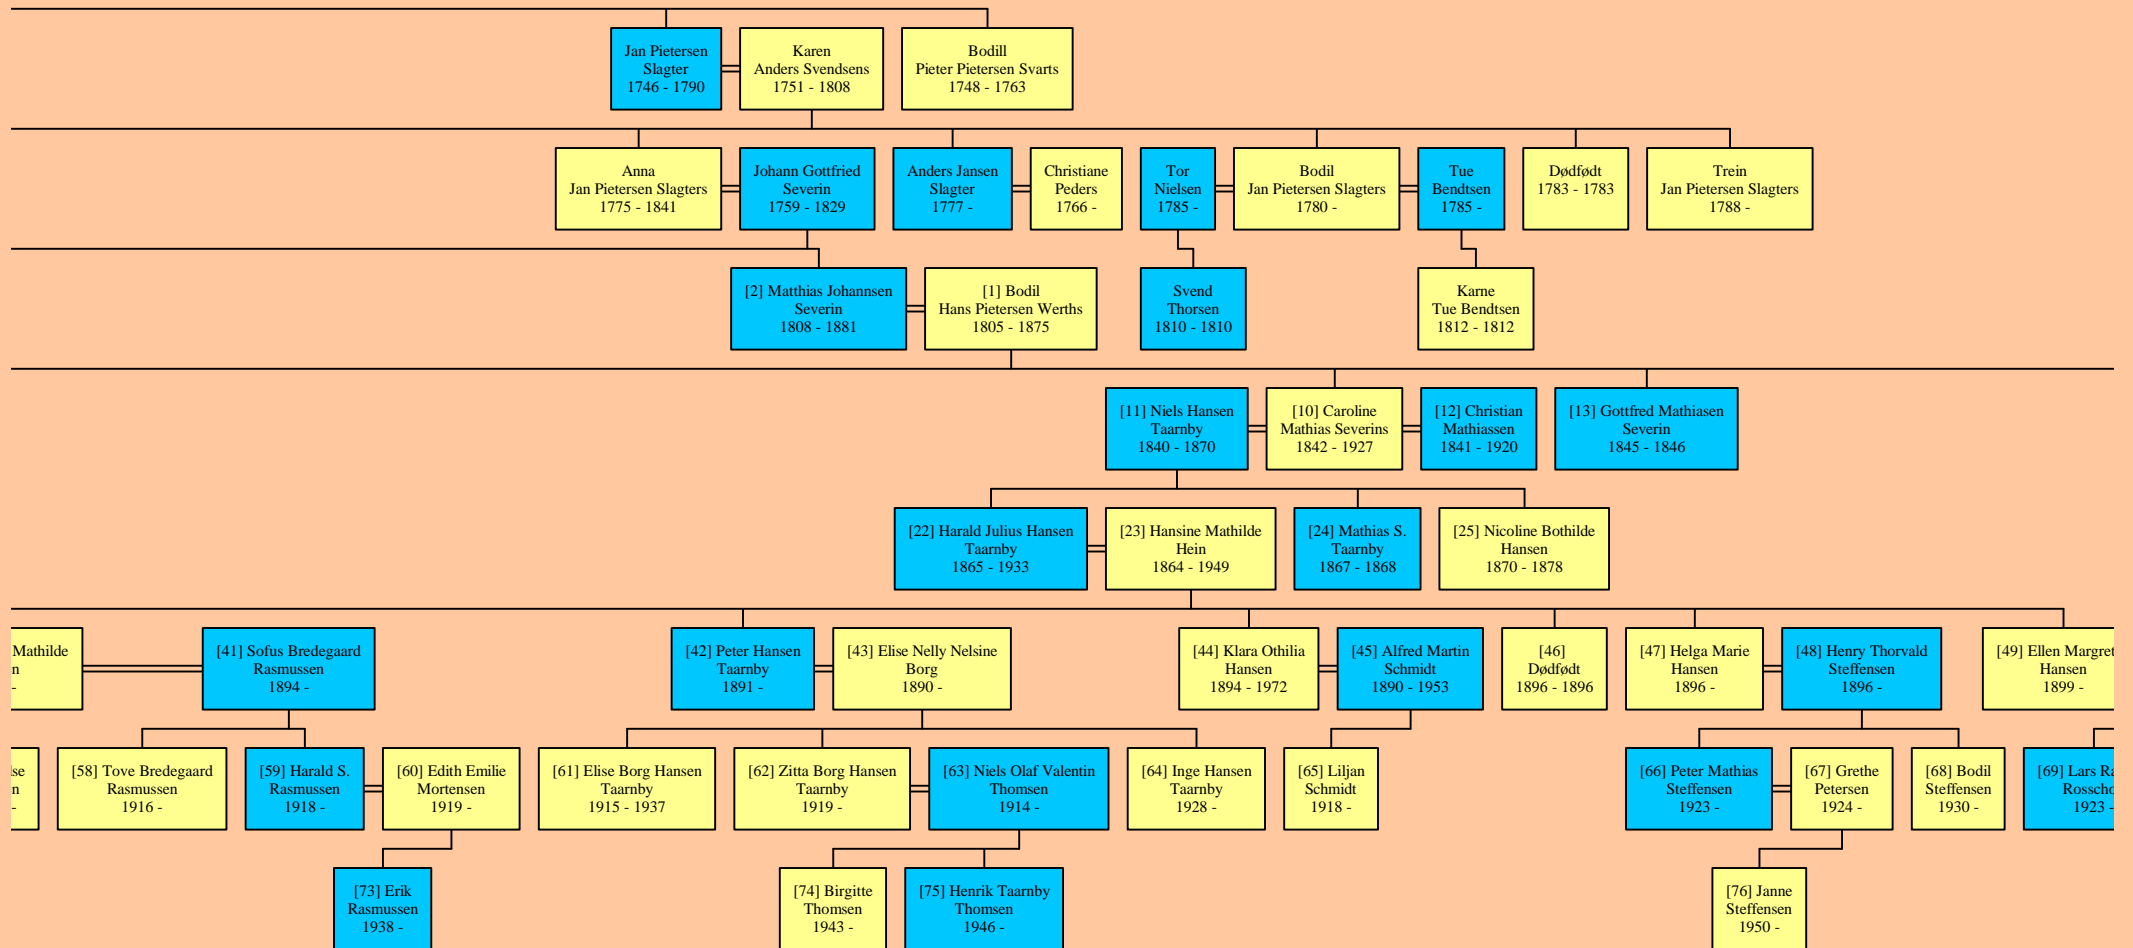 Jan Pietersen
Slagter
1746 - 1790
Karen
Anders Svendsens
1751 - 1808
Bodill
Pieter Pietersen Svarts
1748 - 1763
Anna
Jan Pietersen Slagters
1775 - 1841
Johann Gottfried
Severin
1759 - 1829
Anders Jansen
Slagter
1777 -
Christiane
Peders
1766 -
Tor
Nielsen
1785 -
Bodil
Jan Pietersen Slagters
1780 -
Tue
Bendtsen
1785 -
Dødfødt
1783 - 1783
Trein
Jan Pietersen Slagters
1788 -
[2] Matthias Johannsen
Severin
1808 - 1881
[1] Bodil
Hans Pietersen Werths
1805 - 1875
Svend
Thorsen
1810 - 1810
Karne
Tue Bendtsen
1812 - 1812
[11] Niels Hansen
Taarnby
1840 - 1870
[10] Caroline
Mathias Severins
1842 - 1927
[12] Christian
Mathiassen
1841 - 1920
[13] Gottfred Mathiasen
Severin
1845 - 1846
[22] Harald Julius Hansen
Taarnby
1865 - 1933
[23] Hansine Mathilde
Hein
1864 - 1949
[24] Mathias S.
Taarnby
1867 - 1868
[25] Nicoline Bothilde
Hansen
1870 - 1878
Mathilde
n
-
[41] Sofus Bredegaard
Rasmussen
1894 -
[42] Peter Hansen
Taarnby
1891 -
[43] Elise Nelly Nelsine
Borg
1890 -
[44] Klara Othilia
Hansen
1894 - 1972
[45] Alfred Martin
Schmidt
1890 - 1953
[46]
Dødfødt
1896 - 1896
[47] Helga Marie
Hansen
1896 -
[48] Henry Thorvald
Steffensen
1896 -
[49] Ellen Margret
Hansen
1899 -
se
n
-
[58] Tove Bredegaard
Rasmussen
1916 -
[59] Harald S.
Rasmussen
1918 -
[60] Edith Emilie
Mortensen
1919 -
[61] Elise Borg Hansen
Taarnby
1915 - 1937
[62] Zitta Borg Hansen
Taarnby
1919 -
[63] Niels Olaf Valentin
Thomsen
1914 -
[64] Inge Hansen
Taarnby
1928 -
[65] Liljan
Schmidt
1918 -
[66] Peter Mathias
Steffensen
1923 -
[67] Grethe
Petersen
1924 -
[68] Bodil
Steffensen
1930 -
[69] Lars Ra
Rosscho
1923 -
[73] Erik
Rasmussen
1938 -
[74] Birgitte
Thomsen
1943 -
[75] Henrik Taarnby
Thomsen
1946 -
[76] Janne
Steffensen
1950 -